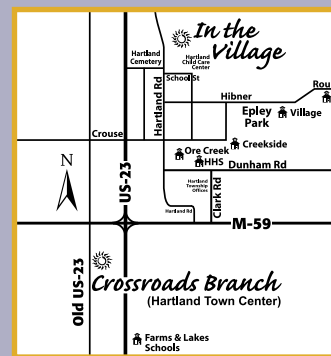 In the
Village
Hartland
Cemetery
Hartland
Child Care
Center
School St
Hartland Rd
Hibner
Rou
Epley
Park
Village
Crouse
Creekside
Ore Creek
HHS
N
US-23
Dunham Rd
Hartland
Township
Offices
Clark Rd
Hartland Rd
M-59
Old US-23
Crossroads Branch
(Hartland Town Center)
Farms & Lakes
Schools